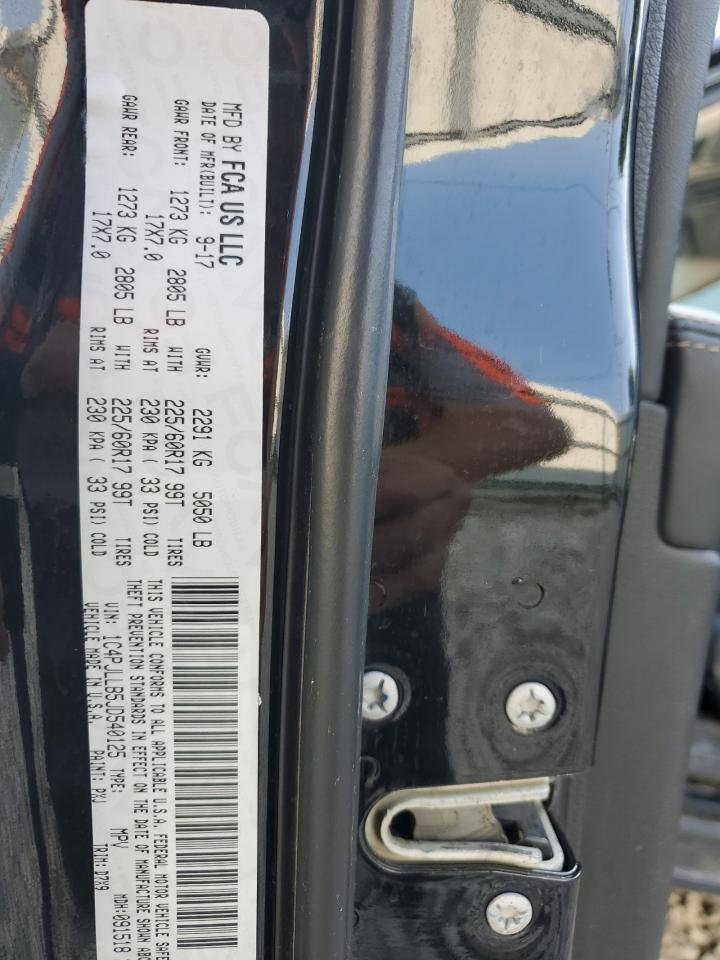 MFD BY FCA US LLC
DATE OF MFR(BUILT): 9-17 GVWR: 2291 KG 5050 LB
GAWR FRONT: 1273 KG 2805 LB WITH 225/60R17 99T TIRES
17X7.0 RIMS AT 230 KPA ( 33 PSI) COLD
GAWR REAR: 1273 KG 2805 LB WITH 225/60R17 99T TIRES
17X7.0 RIMS AT 230 KPA ( 33 PSI) COLD
THIS VEHICLE CONFORMS TO ALL APPLICABLE U.S.A. FEDERAL MOTOR VEHICLE SAFE
THEFT PREVENTION STANDARDS IN EFFECT ON THE DATE OF MANUFACTURE SHOWN ABO
VIN: 1C4PJLLB5JD540125 TYPE: MPV MDH:091518
VEHICLE MADE IN U.S.A. PAINT: PXJ TRIM: D7X9